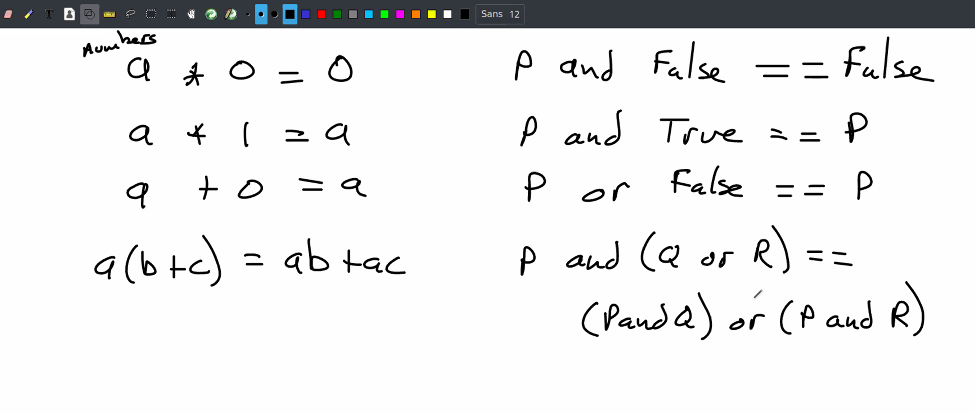 Sans 12
Numbers
a * 0 = 0
P and False == False
a * 1 = a
P and True == P
a + 0 = a
P or False == P
a(b+c) = ab+ac
P and (Q or R) ==
(P and Q) or (P and R)